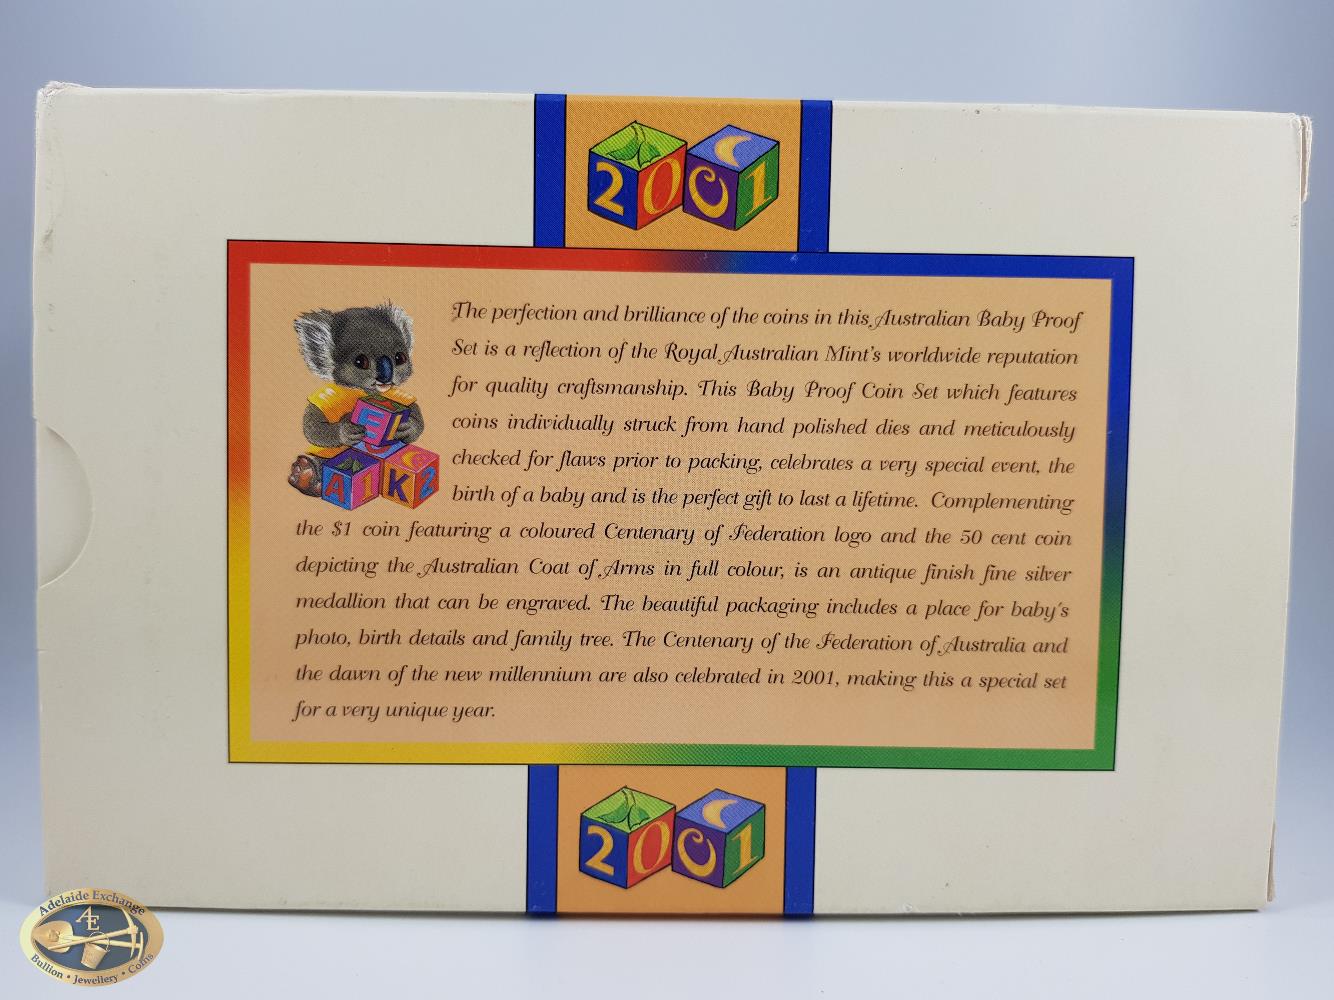 2001
The perfection and brilliance of the coins in this Australian Baby Proof
Set is a reflection of the Royal Australian Mint's worldwide reputation
for quality craftsmanship. This Baby Proof Coin Set which features
coins individually struck from hand polished dies and meticulously
checked for flaws prior to packing, celebrates a very special event, the
birth of a baby and is the perfect gift to last a lifetime. Complementing
the $1 coin featuring a coloured Centenary of Federation logo and the 50 cent coin
depicting the Australian Coat of Arms in full colour, is an antique finish fine silver
medallion that can be engraved. The beautiful packaging includes a place for baby's
photo, birth details and family tree. The Centenary of the Federation of Australia and
the dawn of the new millennium are also celebrated in 2001, making this a special set
for a very unique year.
E L
A 1 K 2
2001
Adelaide Exchange
AE
Bullion • Jewellery • Coins